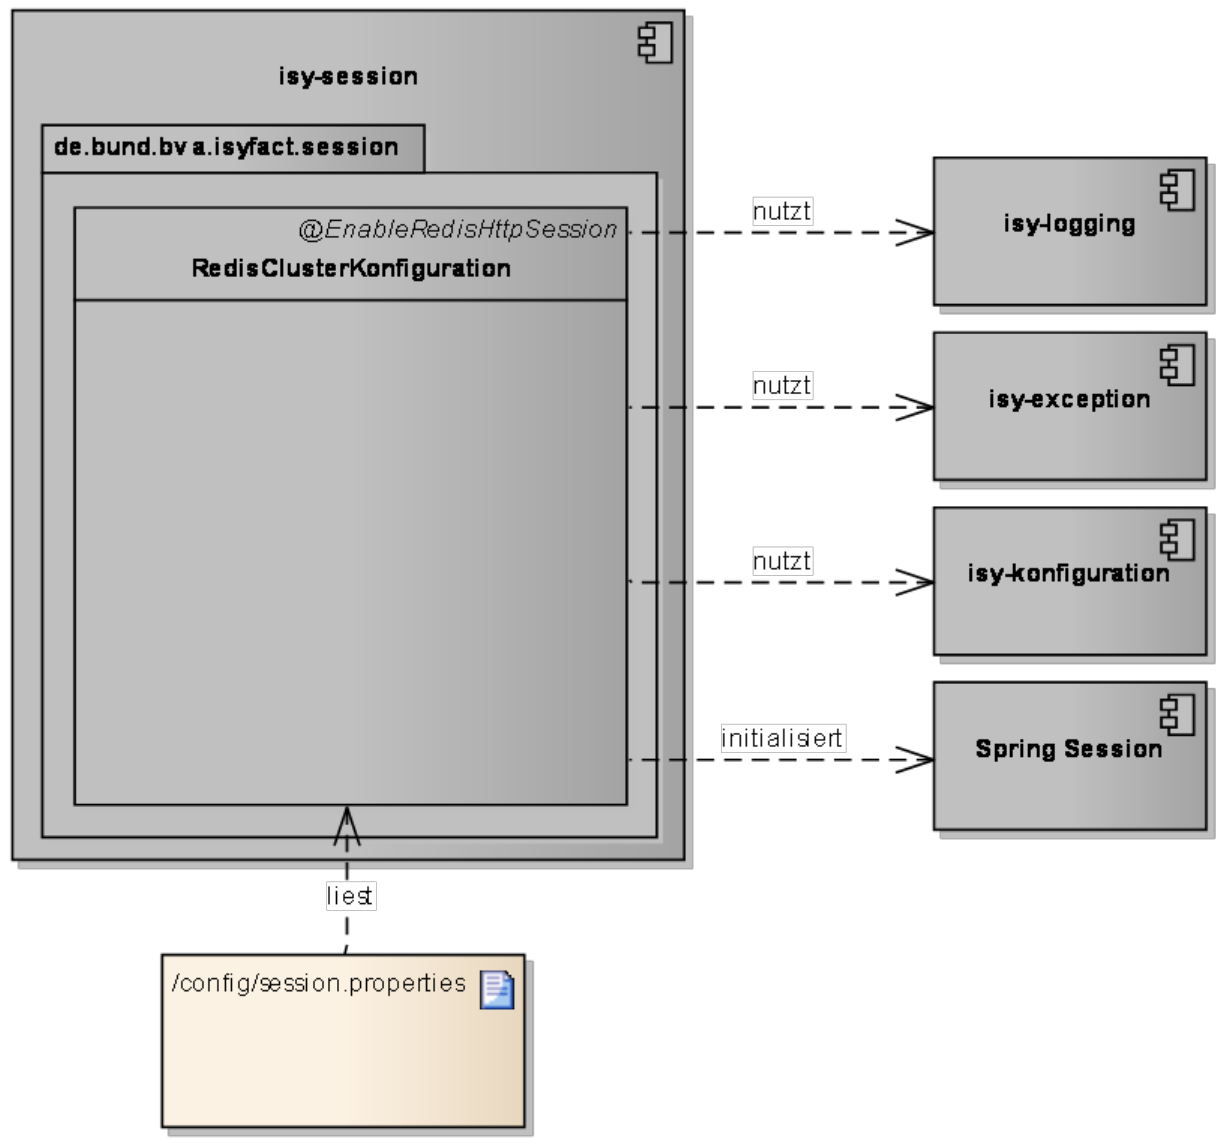 isy-session
de.bund.bva.isyfact.session
@EnableRedisHttpSession
RedisClusterKonfiguration
nutzt
isy-logging
nutzt
isy-exception
nutzt
isy-konfiguration
initialisiert
Spring Session
liest
/config/session.properties